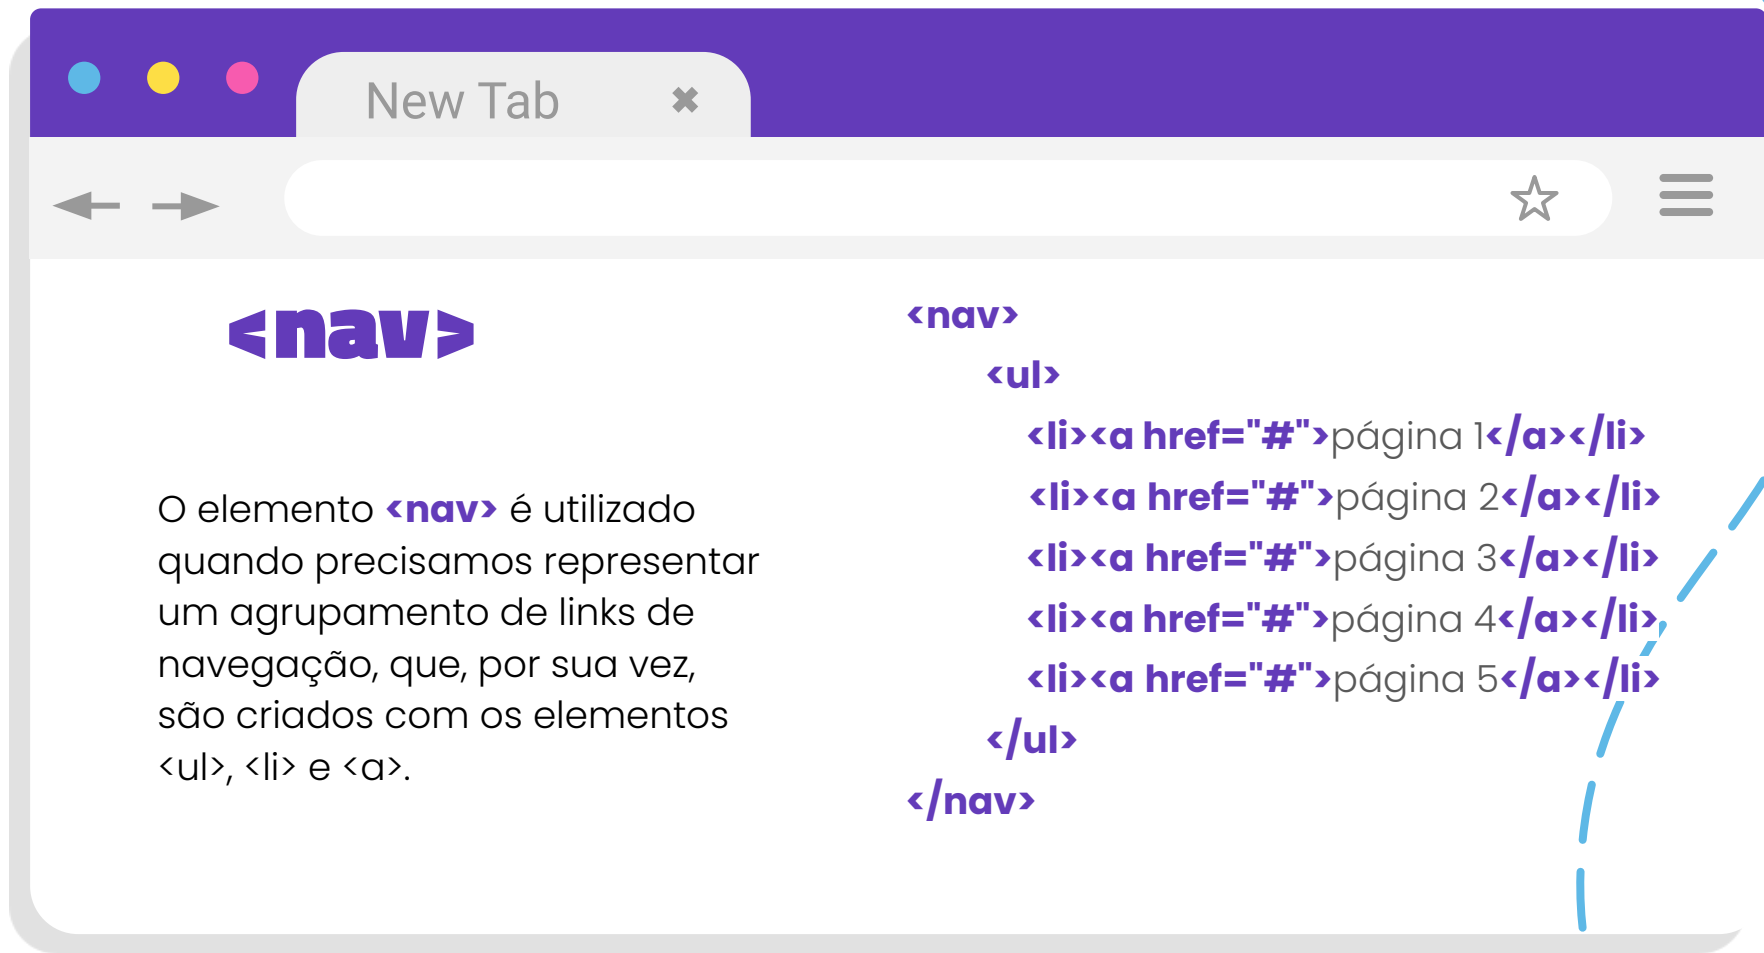 New Tab
<nav>
O elemento <nav> é utilizado
quando precisamos representar
um agrupamento de links de
navegação, que, por sua vez,
são criados com os elementos
<ul>, <li> e <a>.
<nav>
<ul>
<li><a href="#">página 1</a></li>
<li><a href="#">página 2</a></li>
<li><a href="#">página 3</a></li>
<li><a href="#">página 4</a></li>
<li><a href="#">página 5</a></li>
</ul>
</nav>